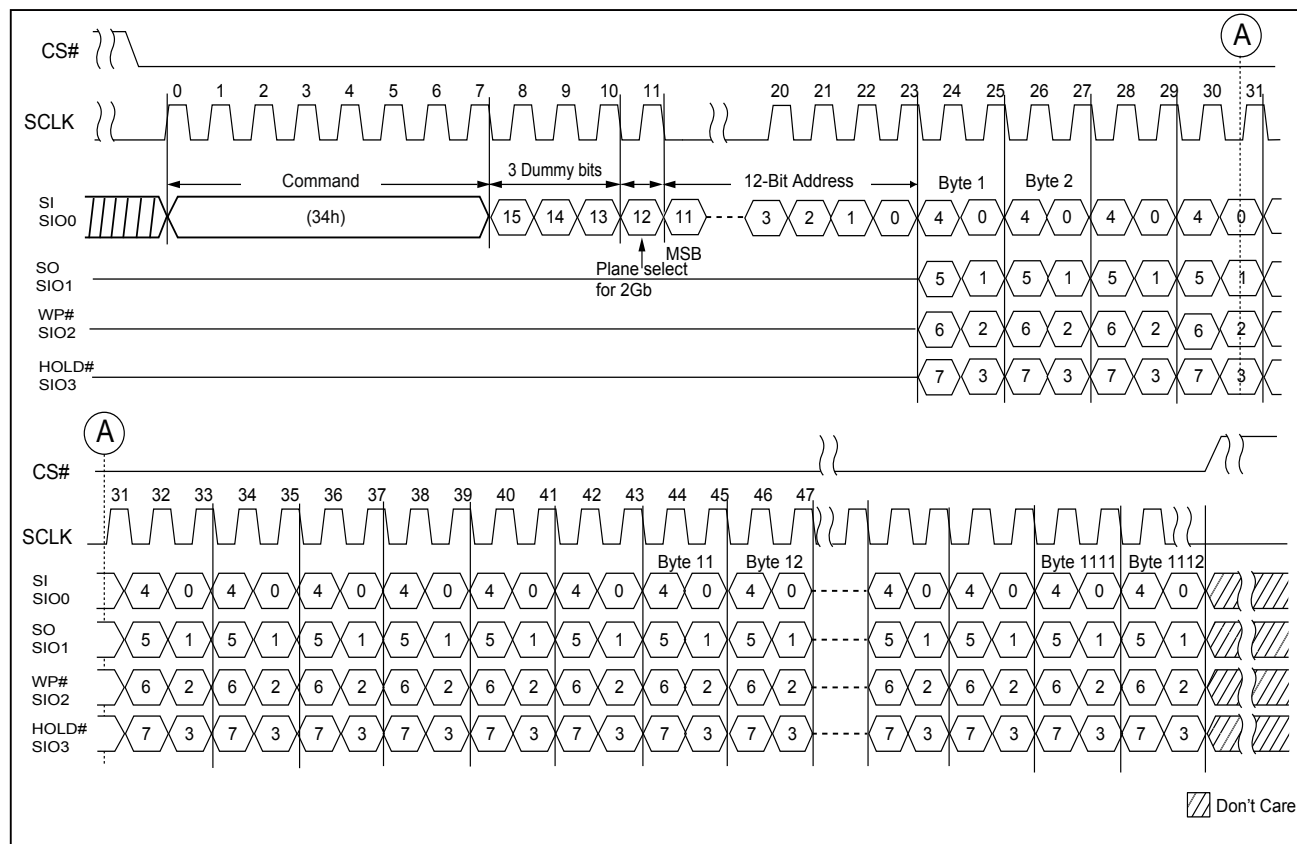 A
CS#
0 1 2 3 4 5 6 7 8 9 10 11 20 21 22 23 24 25 26 27 28 29 30 31
SCLK
Command 3 Dummy bits 12-Bit Address Byte 1 Byte 2
SI
SIO0
(34h) 15 14 13 12 11 3 2 1 0 4 0 4 0 4 0 4 0
MSB
Plane select
for 2Gb
SO
SIO1
5 1 5 1 5 1 5 1
WP#
SIO2
6 2 6 2 6 2 6 2
HOLD#
SIO3
7 3 7 3 7 3 7 3
A
CS#
31 32 33 34 35 36 37 38 39 40 41 42 43 44 45 46 47
SCLK
Byte 11 Byte 12 Byte 1111 Byte 1112
SI
SIO0
4 0 4 0 4 0 4 0 4 0 4 0 4 0 4 0 4 0 4 0 4 0 4 0
SO
SIO1
5 1 5 1 5 1 5 1 5 1 5 1 5 1 5 1 5 1 5 1 5 1 5 1
WP#
SIO2
6 2 6 2 6 2 6 2 6 2 6 2 6 2 6 2 6 2 6 2 6 2 6 2
HOLD#
SIO3
7 3 7 3 7 3 7 3 7 3 7 3 7 3 7 3 7 3 7 3 7 3 7 3
Don't Care